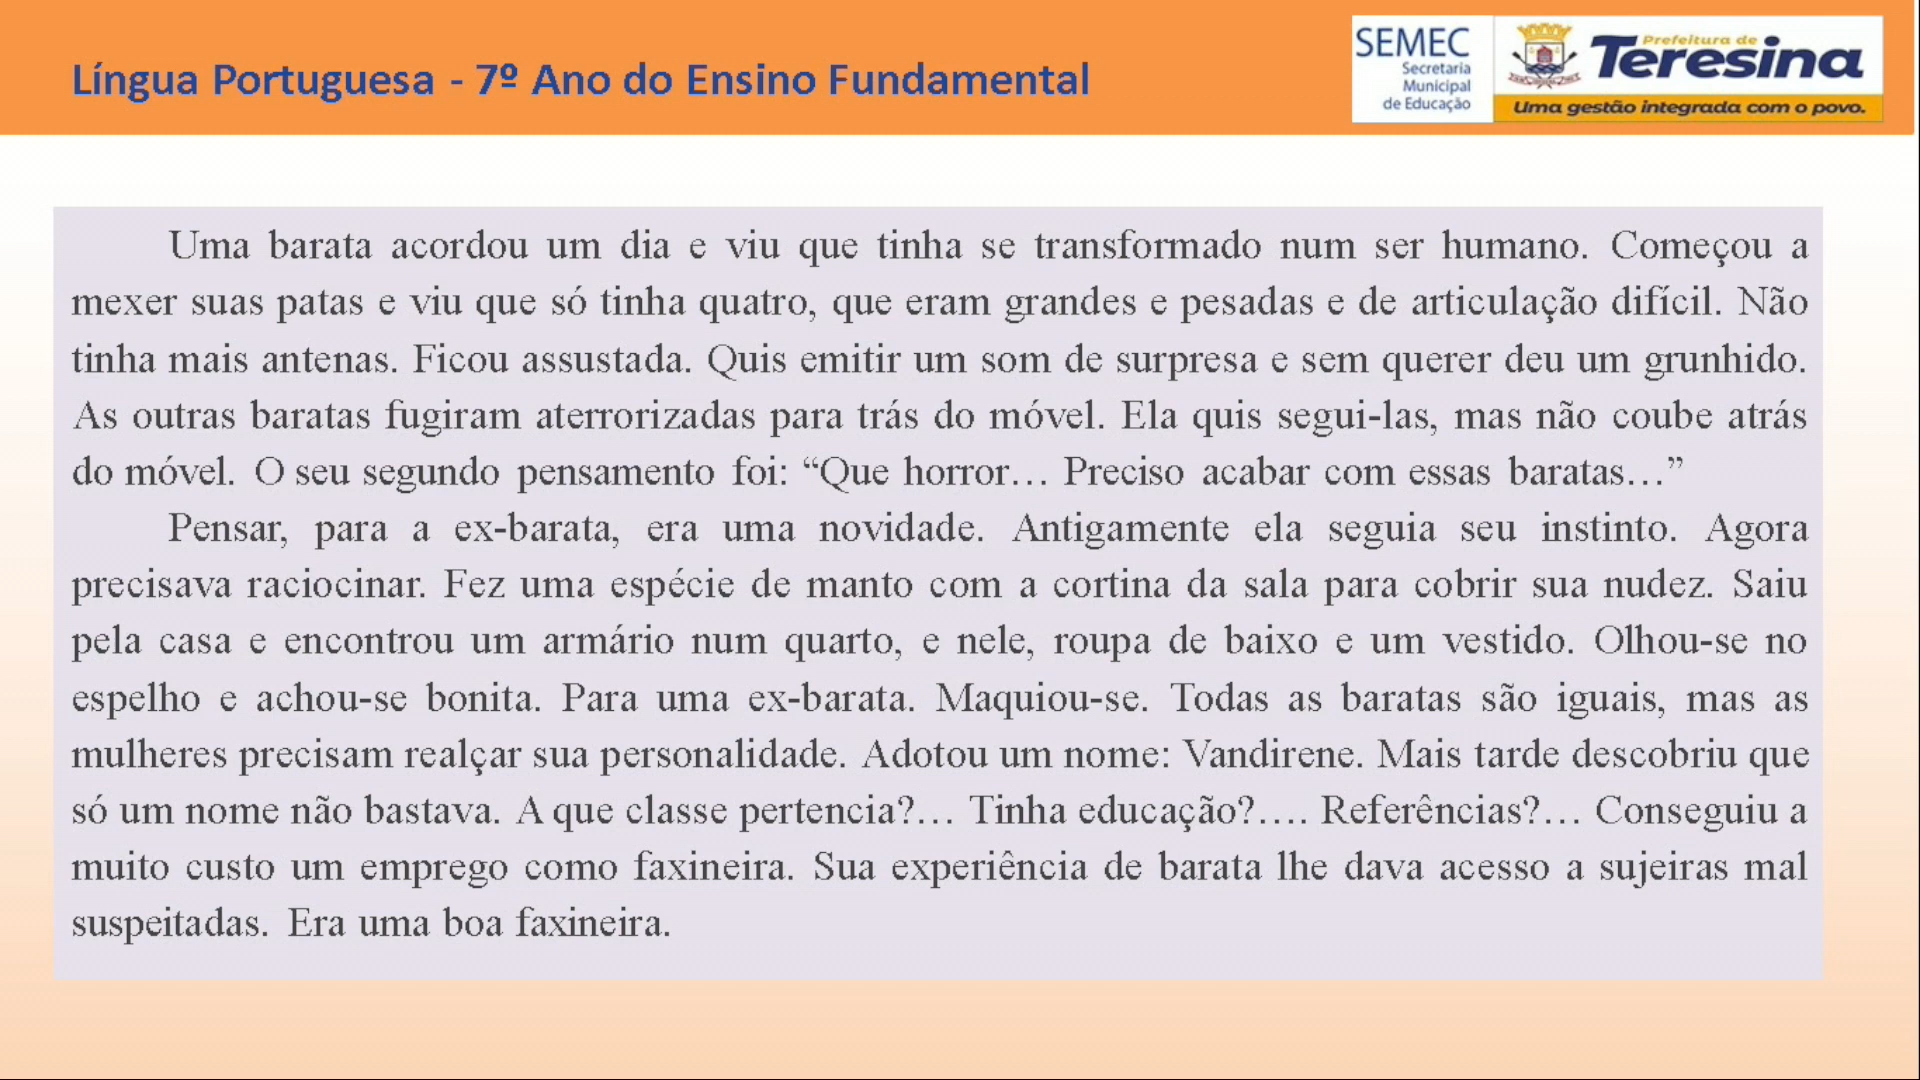 Língua Portuguesa - 7º Ano do Ensino Fundamental
SEMEC
Secretaria
Municipal
de Educação
Prefeitura de
Teresina
Uma gestão integrada com o povo.
Uma barata acordou um dia e viu que tinha se transformado num ser humano. Começou a
mexer suas patas e viu que só tinha quatro, que eram grandes e pesadas e de articulação difícil. Não
tinha mais antenas. Ficou assustada. Quis emitir um som de surpresa e sem querer deu um grunhido.
As outras baratas fugiram aterrorizadas para trás do móvel. Ela quis segui-las, mas não coube atrás
do móvel. O seu segundo pensamento foi: “Que horror… Preciso acabar com essas baratas…”
Pensar, para a ex-barata, era uma novidade. Antigamente ela seguia seu instinto. Agora
precisava raciocinar. Fez uma espécie de manto com a cortina da sala para cobrir sua nudez. Saiu
pela casa e encontrou um armário num quarto, e nele, roupa de baixo e um vestido. Olhou-se no
espelho e achou-se bonita. Para uma ex-barata. Maquiou-se. Todas as baratas são iguais, mas as
mulheres precisam realçar sua personalidade. Adotou um nome: Vandirene. Mais tarde descobriu que
só um nome não bastava. A que classe pertencia?… Tinha educação?…. Referências?… Conseguiu a
muito custo um emprego como faxineira. Sua experiência de barata lhe dava acesso a sujeiras mal
suspeitadas. Era uma boa faxineira.